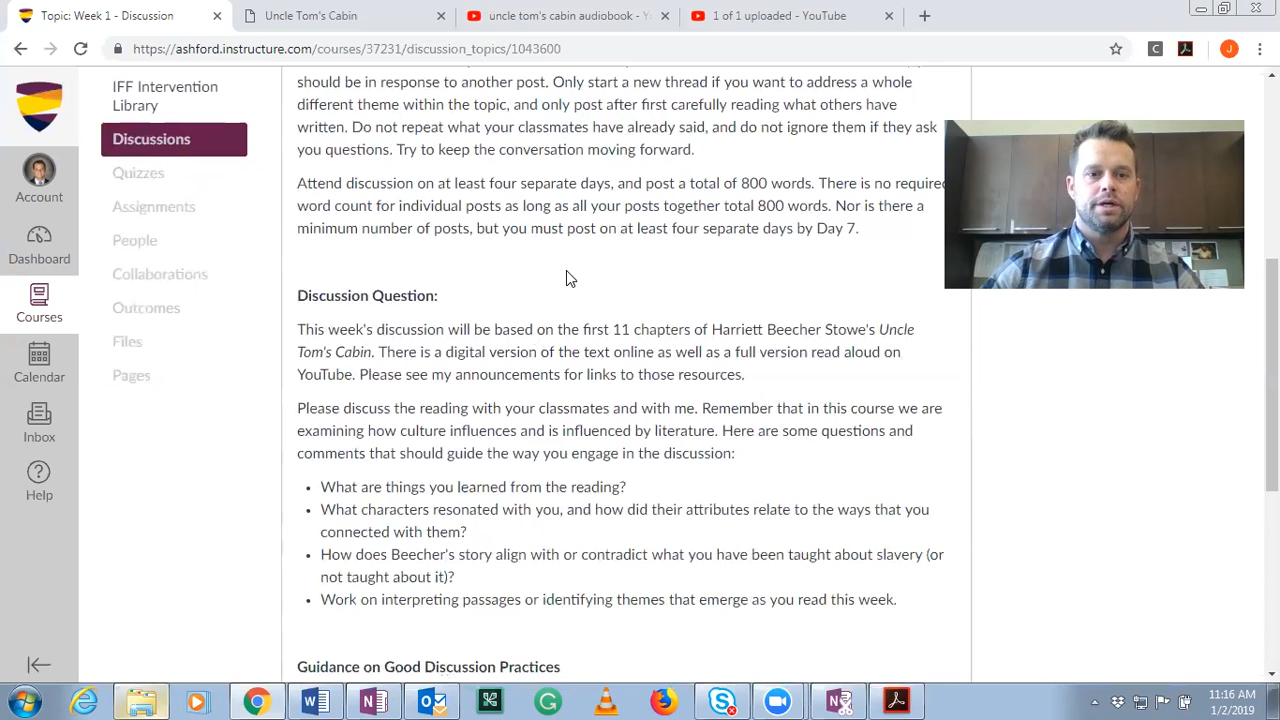 Topic: Week 1 - Discussion
Uncle Tom's Cabin
uncle tom's cabin audiobook - Y
1 of 1 uploaded - YouTube
https://ashford.instructure.com/courses/37231/discussion_topics/1043600
J
Account
Dashboard
Courses
Calendar
Inbox
Help
IFF Intervention
Library
Discussions
Quizzes
Assignments
People
Collaborations
Outcomes
Files
Pages
should be in response to another post. Only start a new thread if you want to address a whole
different theme within the topic, and only post after first carefully reading what others have
written. Do not repeat what your classmates have already said, and do not ignore them if they ask
you questions. Try to keep the conversation moving forward.
Attend discussion on at least four separate days, and post a total of 800 words. There is no required
word count for individual posts as long as all your posts together total 800 words. Nor is there a
minimum number of posts, but you must post on at least four separate days by Day 7.
Discussion Question:
This week's discussion will be based on the first 11 chapters of Harriett Beecher Stowe's Uncle
Tom's Cabin. There is a digital version of the text online as well as a full version read aloud on
YouTube. Please see my announcements for links to those resources.
Please discuss the reading with your classmates and with me. Remember that in this course we are
examining how culture influences and is influenced by literature. Here are some questions and
comments that should guide the way you engage in the discussion:
• What are things you learned from the reading?
• What characters resonated with you, and how did their attributes relate to the ways that you
connected with them?
• How does Beecher's story align with or contradict what you have been taught about slavery (or
not taught about it)?
• Work on interpreting passages or identifying themes that emerge as you read this week.
Guidance on Good Discussion Practices
11:16 AM
1/2/2019